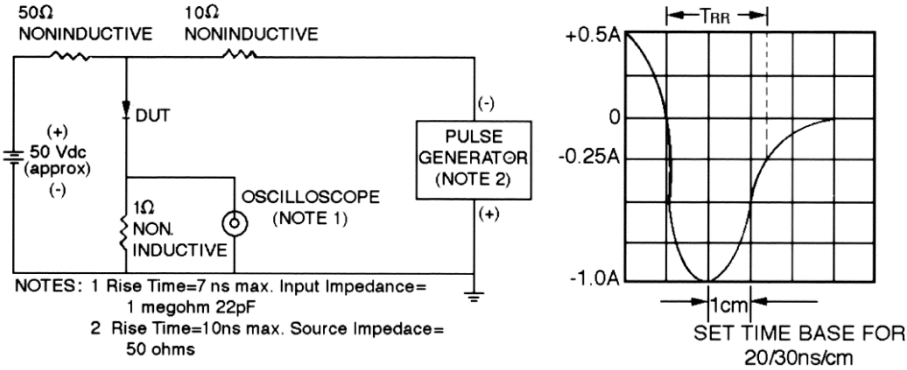 50Ω
NONINDUCTIVE
10Ω
NONINDUCTIVE
DUT
(+)
50 Vdc
(approx)
(-)
1Ω
NON.
INDUCTIVE
OSCILLOSCOPE
(NOTE 1)
(-)
PULSE
GENERATOR
(NOTE 2)
(+)
NOTES: 1 Rise Time=7 ns max. Input Impedance=
1 megohm 22pF
2 Rise Time=10ns max. Source Impedace=
50 ohms
TRR
+0.5A
0
-0.25A
-1.0A
1cm
SET TIME BASE FOR
20/30ns/cm